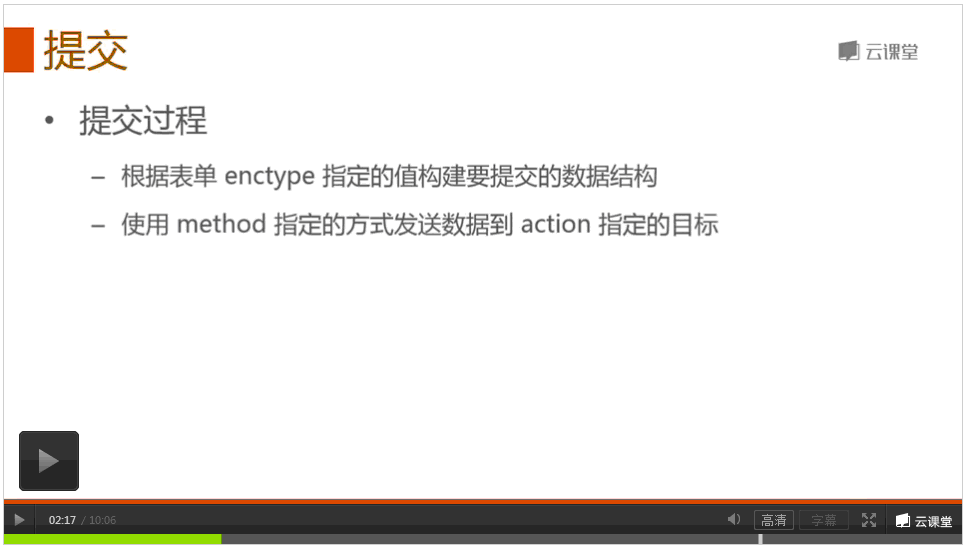 提交
云课堂
• 提交过程
– 根据表单 enctype 指定的值构建要提交的数据结构
– 使用 method 指定的方式发送数据到 action 指定的目标
02:17 / 10:06
高清
字幕
云课堂